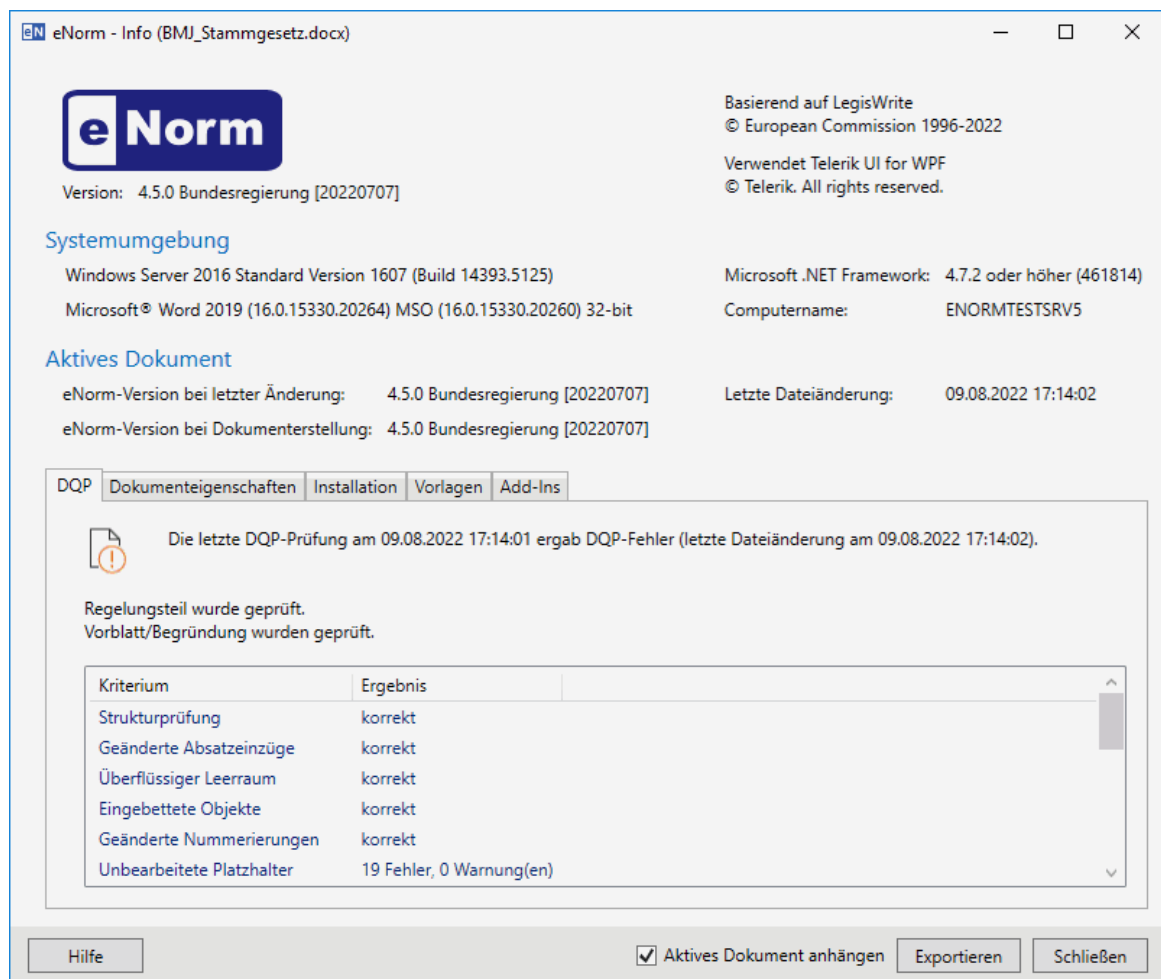 eN eNorm - Info (BMJ_Stammgesetz.docx)
e Norm
Basierend auf LegisWrite
© European Commission 1996-2022
Verwendet Telerik UI for WPF
© Telerik. All rights reserved.
Version: 4.5.0 Bundesregierung [20220707]
Systemumgebung
Windows Server 2016 Standard Version 1607 (Build 14393.5125) Microsoft .NET Framework: 4.7.2 oder höher (461814)
Microsoft® Word 2019 (16.0.15330.20264) MSO (16.0.15330.20260) 32-bit Computername: ENORMTESTSRV5
Aktives Dokument
eNorm-Version bei letzter Änderung: 4.5.0 Bundesregierung [20220707] Letzte Dateiänderung: 09.08.2022 17:14:02
eNorm-Version bei Dokumenterstellung: 4.5.0 Bundesregierung [20220707]
DQP Dokumenteigenschaften Installation Vorlagen Add-Ins
Die letzte DQP-Prüfung am 09.08.2022 17:14:01 ergab DQP-Fehler (letzte Dateiänderung am 09.08.2022 17:14:02).
Regelungsteil wurde geprüft.
Vorblatt/Begründung wurden geprüft.
Kriterium Ergebnis
Strukturprüfung korrekt
Geänderte Absatzeinzüge korrekt
Überflüssiger Leerraum korrekt
Eingebettete Objekte korrekt
Geänderte Nummerierungen korrekt
Unbearbeitete Platzhalter 19 Fehler, 0 Warnung(en)
Hilfe Aktives Dokument anhängen Exportieren Schließen